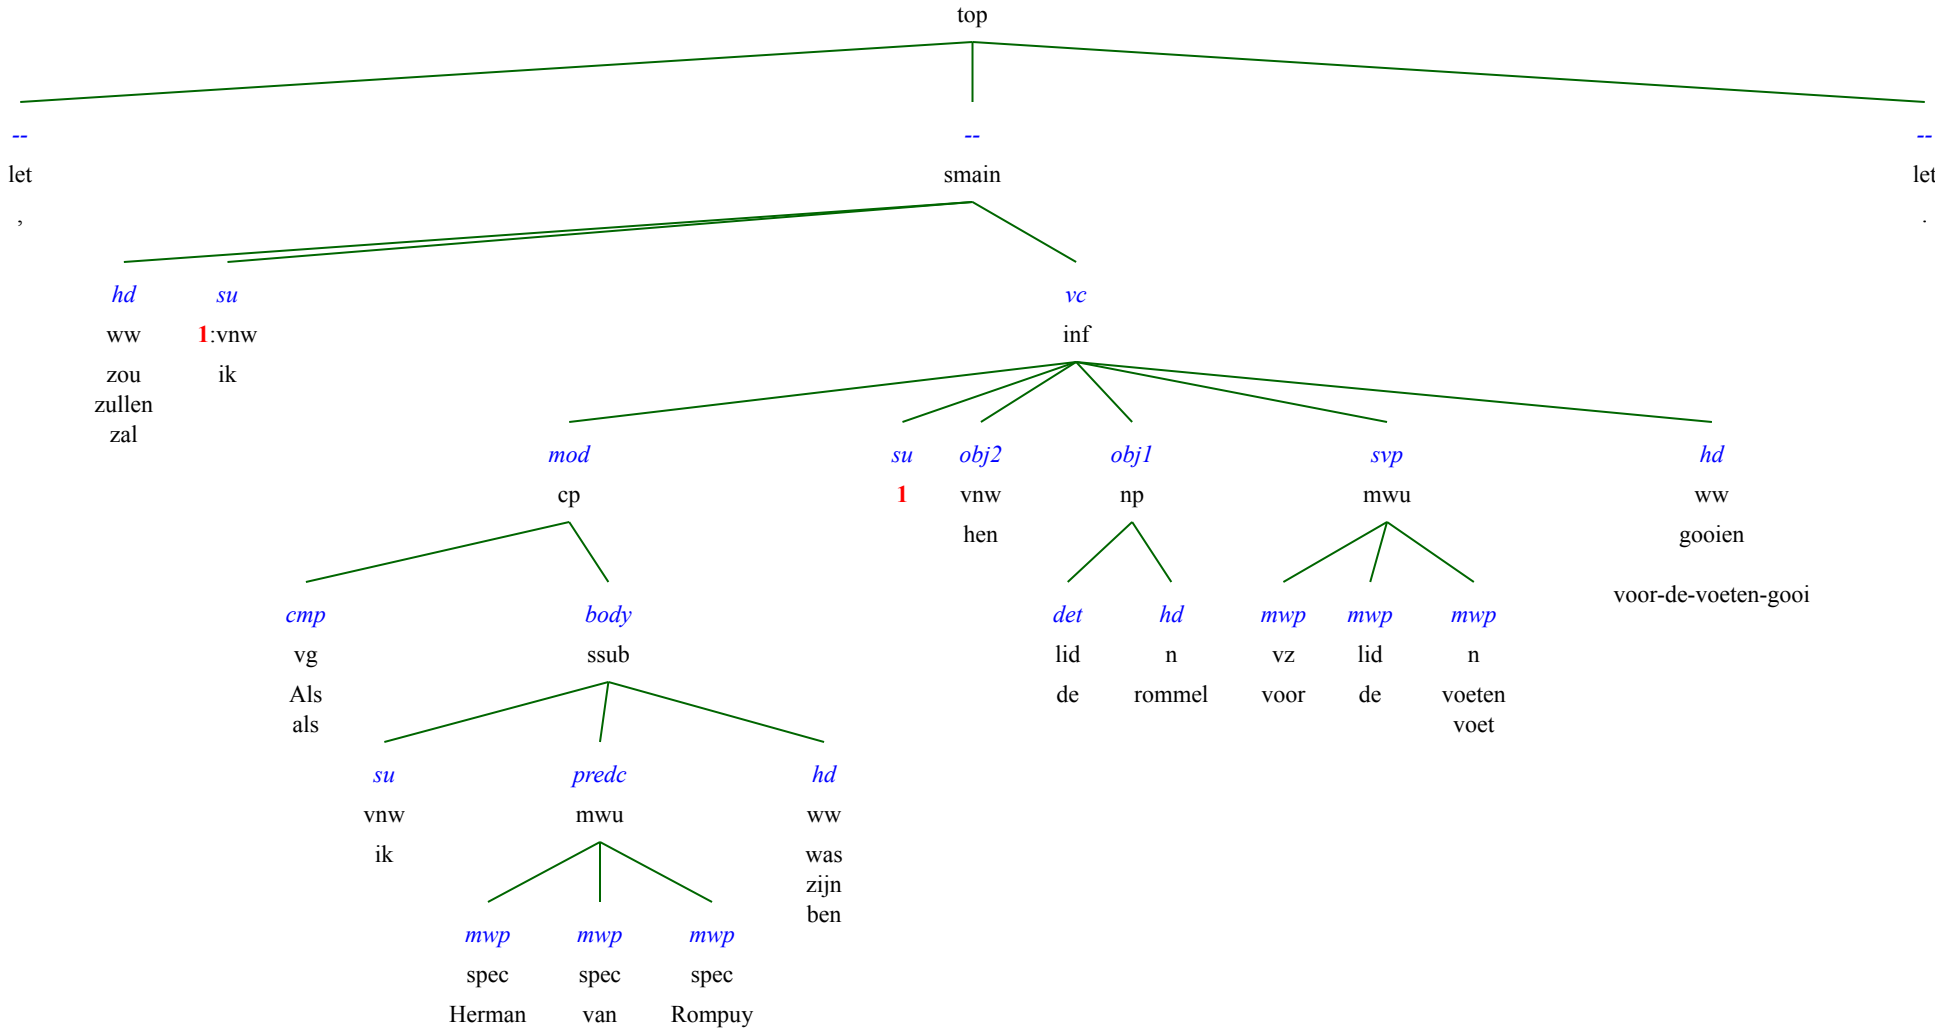 top
-- -- --
let smain let
, .
hd su vc
ww 1:vnw inf
zou ik
zullen
zal
mod su obj2 obj1 svp hd
cp 1 vnw np mwu ww
hen gooien
voor-de-voeten-gooi
cmp body det hd mwp mwp mwp
vg ssub lid n vz lid n
Als de rommel voor de voeten
als voet
su predc hd
vnw mwu ww
ik was
zijn
ben
mwp mwp mwp
spec spec spec
Herman van Rompuy